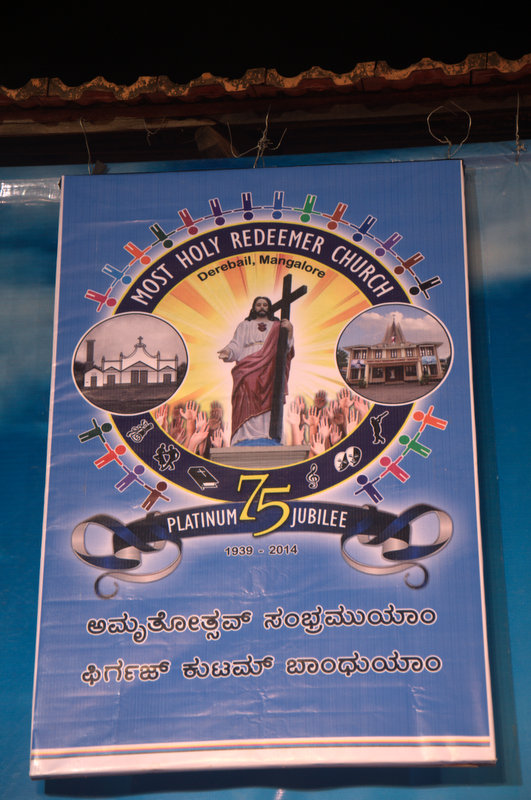 MOST HOLY REDEEMER CHURCH
Derebail, Mangalore
75
PLATINUM JUBILEE
1939 - 2014
ಅಮೃತೋತ್ಸವ್ ಸಂಭ್ರಮುಯಾಂ
ಫಿರ್ಗಜ್ ಕುಟಮ್ ಬಾಂಧುಯಾಂ